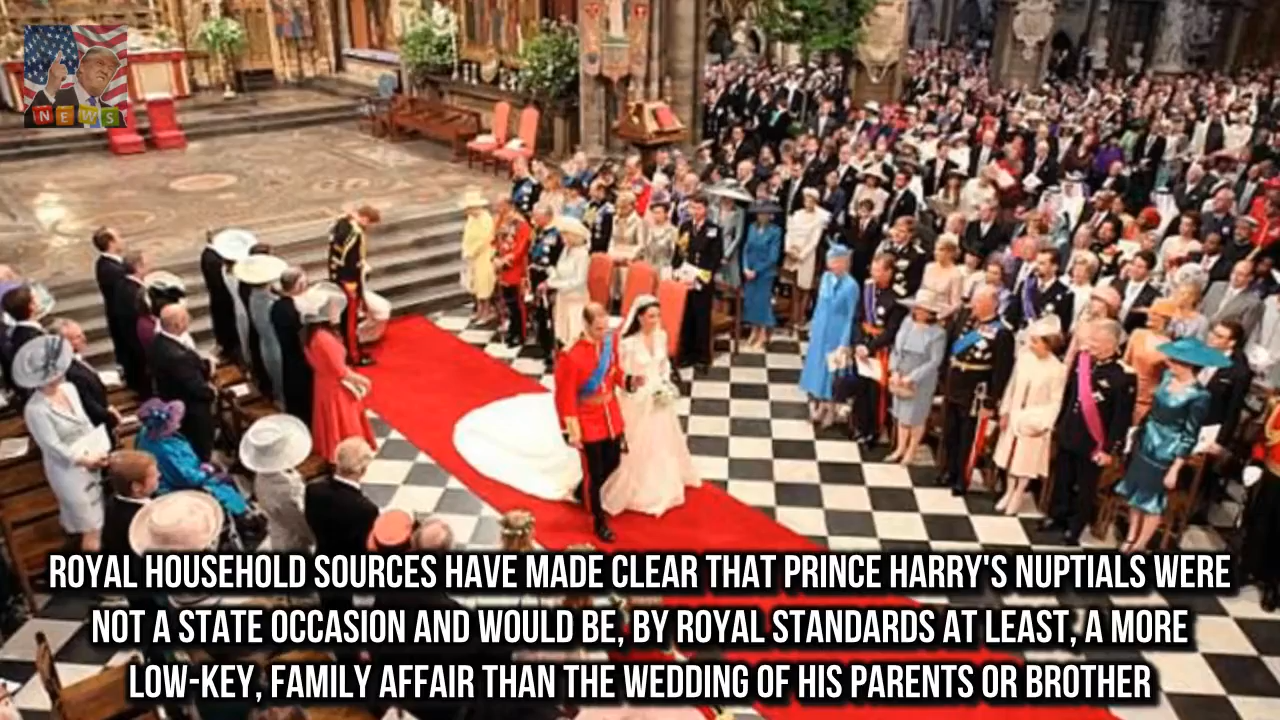 NEWS
ROYAL HOUSEHOLD SOURCES HAVE MADE CLEAR THAT PRINCE HARRY'S NUPTIALS WERE
NOT A STATE OCCASION AND WOULD BE, BY ROYAL STANDARDS AT LEAST, A MORE
LOW-KEY, FAMILY AFFAIR THAN THE WEDDING OF HIS PARENTS OR BROTHER